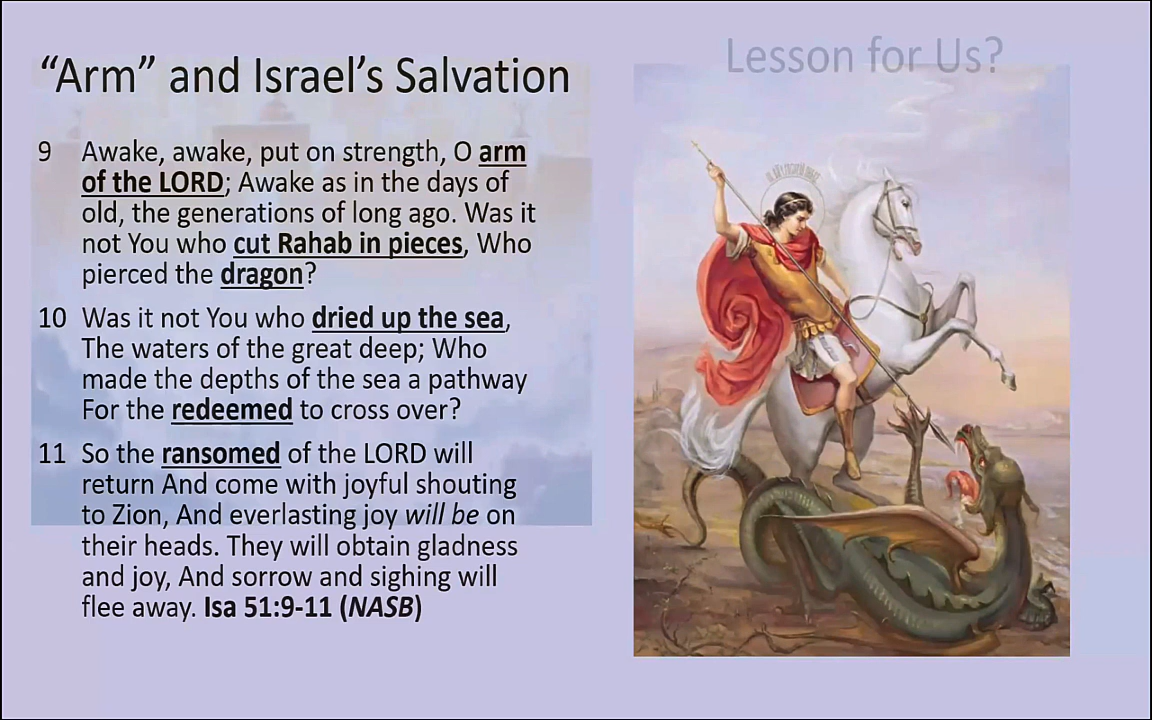 “Arm” and Israel’s Salvation
9 Awake, awake, put on strength, O arm
of the LORD; Awake as in the days of
old, the generations of long ago. Was it
not You who cut Rahab in pieces, Who
pierced the dragon?
10 Was it not You who dried up the sea,
The waters of the great deep; Who
made the depths of the sea a pathway
For the redeemed to cross over?
11 So the ransomed of the LORD will
return And come with joyful shouting
to Zion, And everlasting joy will be on
their heads. They will obtain gladness
and joy, And sorrow and sighing will
flee away. Isa 51:9-11 (NASB)
Lesson for Us?